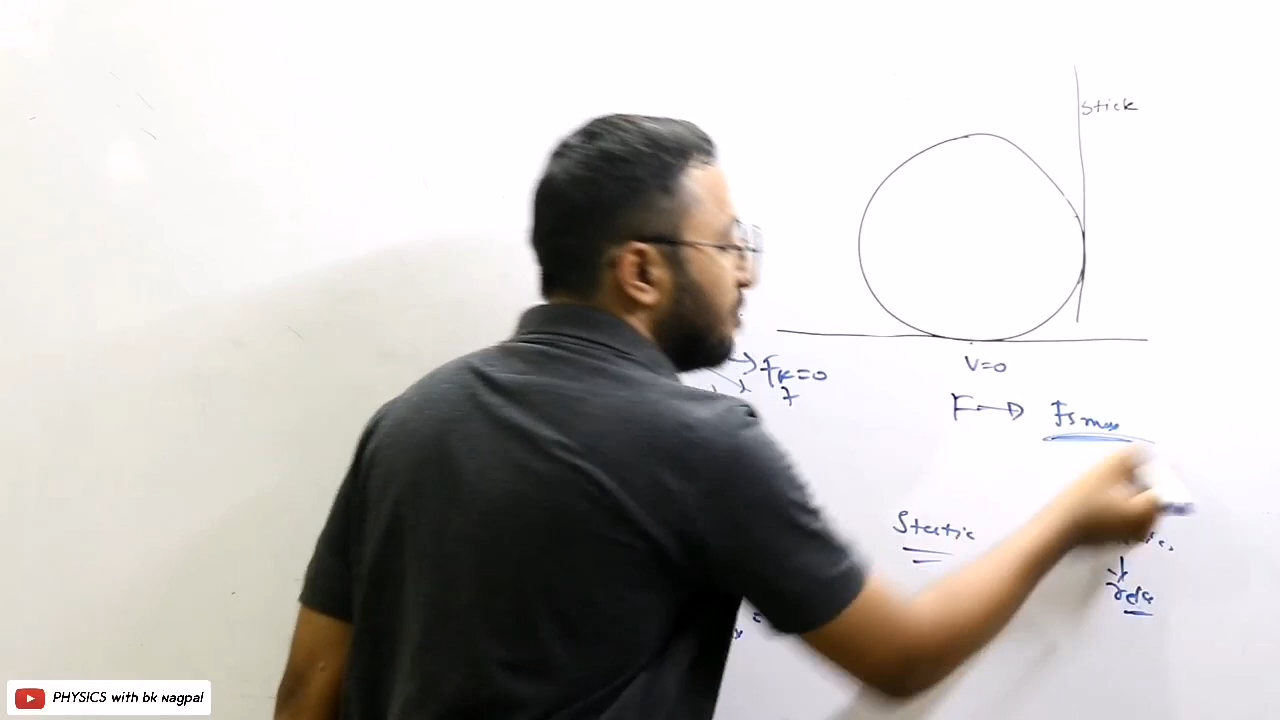 stick
V=0
fk=0
F→ fs max
Static
PHYSICS with bk nagpal